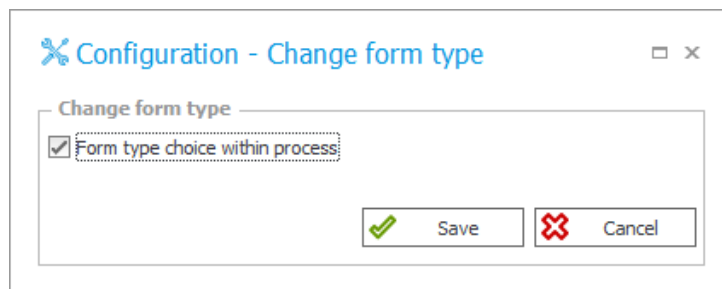 Configuration - Change form type
Change form type
Form type choice within process
Save
Cancel